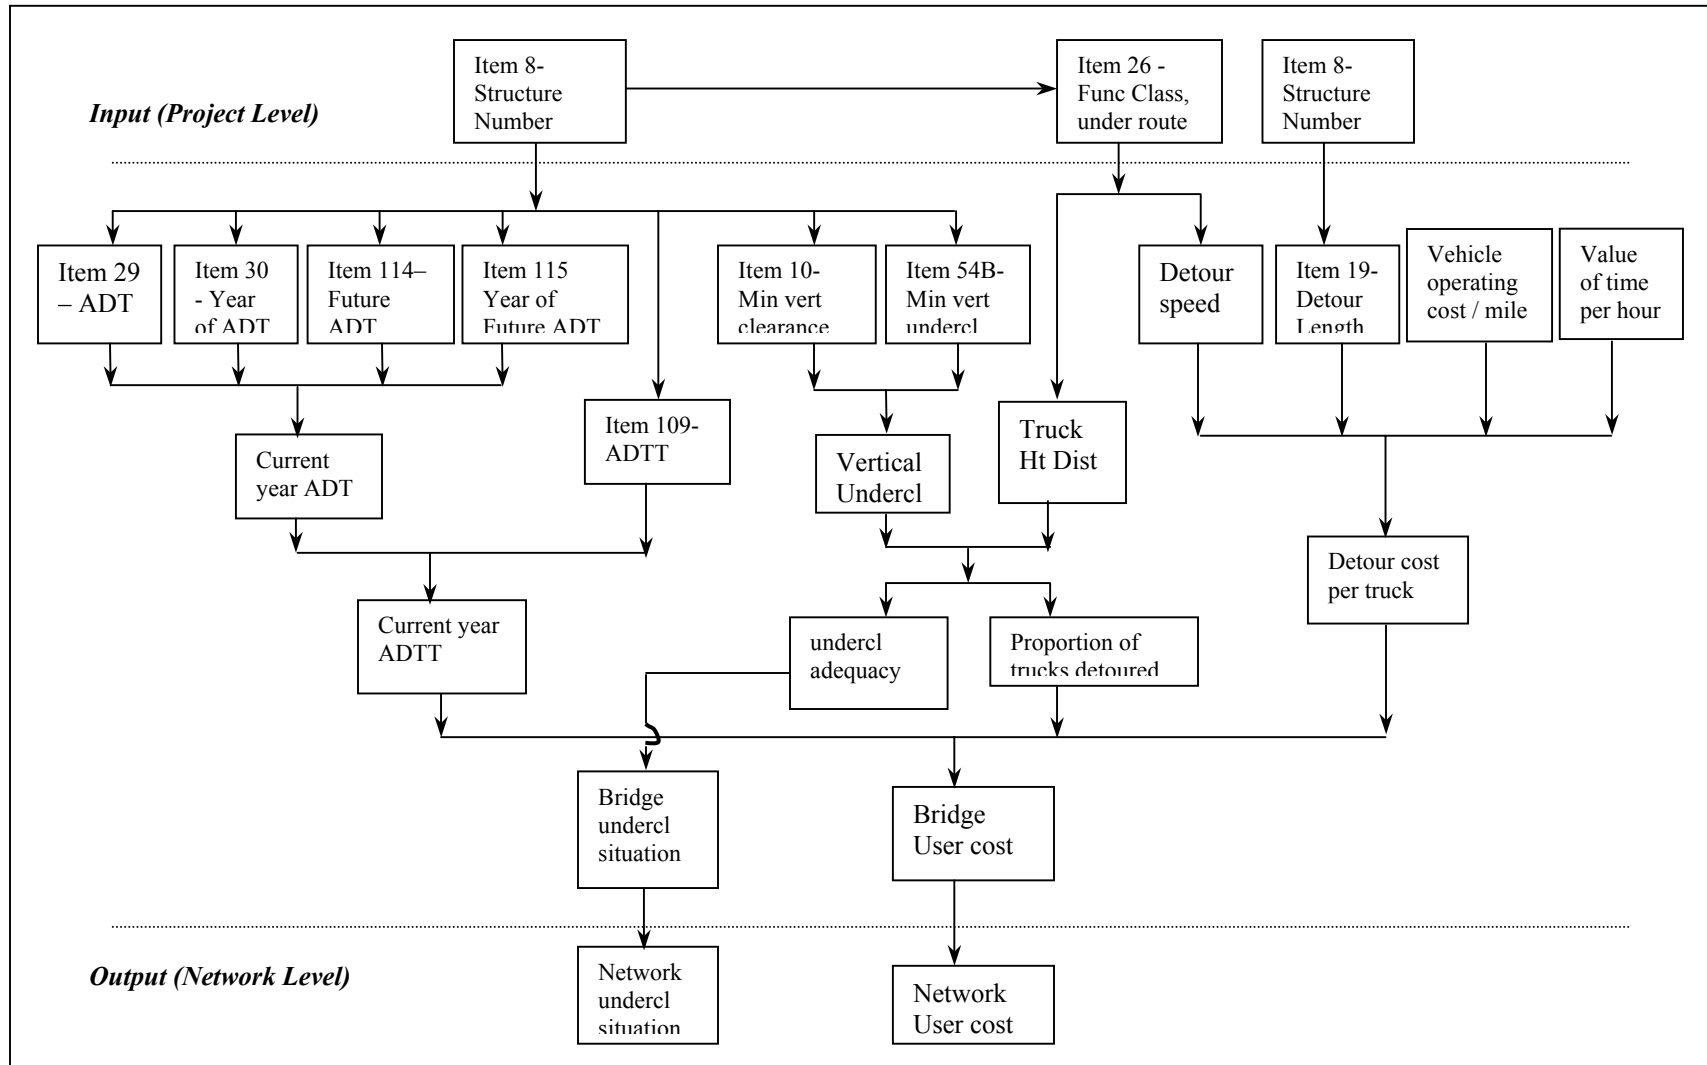 Item 8-
Structure
Number
Item 26 -
Func Class,
under route
Item 8-
Structure
Number
Input (Project Level)
Item 29
– ADT
Item 30
- Year
of ADT
Item 114–
Future
ADT
Item 115
Year of
Future ADT
Item 10-
Min vert
clearance
Item 54B-
Min vert
undercl
Detour
speed
Item 19-
Detour
Length
Vehicle
operating
cost / mile
Value
of time
per hour
Current
year ADT
Item 109-
ADTT
Vertical
Undercl
Truck
Ht Dist
Detour cost
per truck
Current year
ADTT
undercl
adequacy
Proportion of
trucks detoured
Bridge
undercl
situation
Bridge
User cost
Output (Network Level)
Network
undercl
situation
Network
User cost